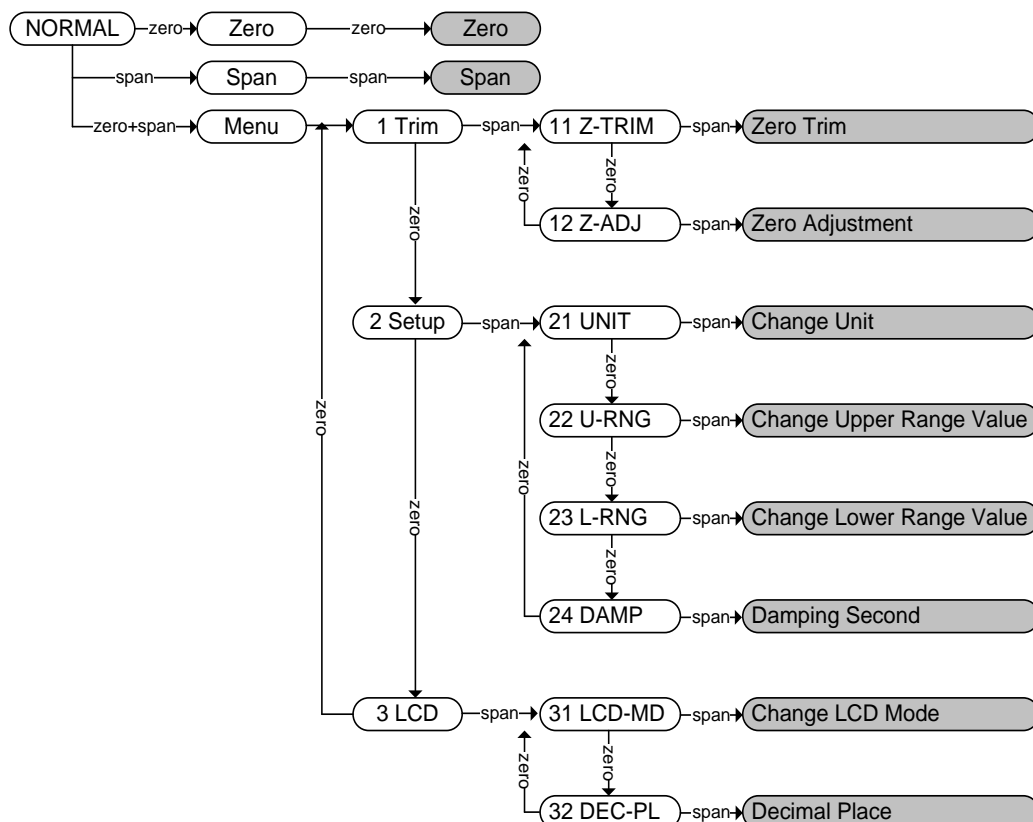 NORMAL zero Zero zero Zero
span Span span Span
zero+span Menu 1 Trim span 11 Z-TRIM span Zero Trim
zero zero
zero
12 Z-ADJ span Zero Adjustment
2 Setup span 21 UNIT span Change Unit
zero
zero
22 U-RNG span Change Upper Range Value
zero
zero
zero
23 L-RNG span Change Lower Range Value
zero
24 DAMP span Damping Second
3 LCD span 31 LCD-MD span Change LCD Mode
zero zero
32 DEC-PL span Decimal Place